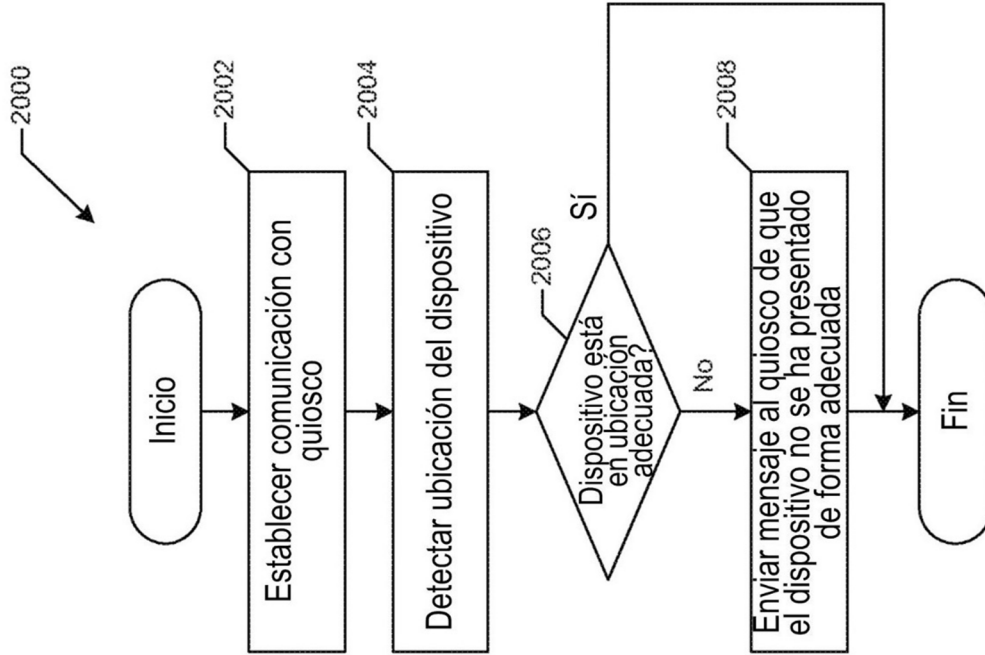 2000
Inicio
2002
Establecer comunicación con
quiosco
2004
Detectar ubicación del dispositivo
2006
Dispositivo está
en ubicación
adecuada?
Sí
No
2008
Enviar mensaje al quiosco de que
el dispositivo no se ha presentado
de forma adecuada
Fin